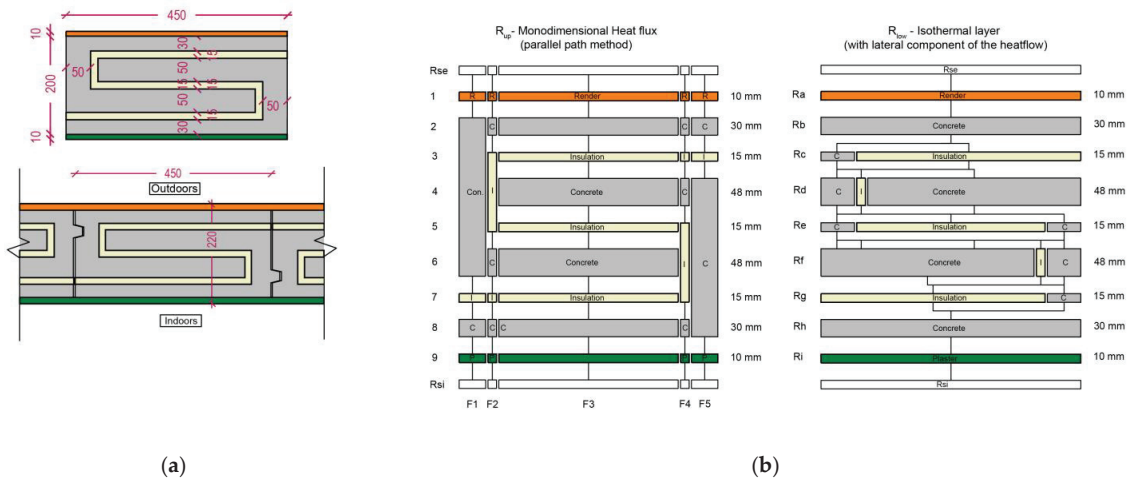 450
10
200
10
30
15
50
50
15
50
15
30
50
450
Outdoors
220
Indoors
(a)
Rup- Monodimensional Heat flux
(parallel path method)
Rse
1 R R Render R R 10 mm
2 C Concrete C C 30 mm
3 Insulation I I 15 mm
4 Con. I Concrete C 48 mm
5 Insulation 15 mm
6 C Concrete I C 48 mm
7 I I Insulation 15 mm
8 C C C C 30 mm
9 P P P P 10 mm
Rsi
F1 F2 F3 F4 F5
Rlow - Isothermal layer
(with lateral component of the heatflow)
Rse
Ra Render 10 mm
Rb Concrete 30 mm
Rc C Insulation 15 mm
Rd C I Concrete 48 mm
Re C Insulation C 15 mm
Rf Concrete I C 48 mm
Rg Insulation C 15 mm
Rh Concrete 30 mm
Ri Plaster 10 mm
Rsi
(b)